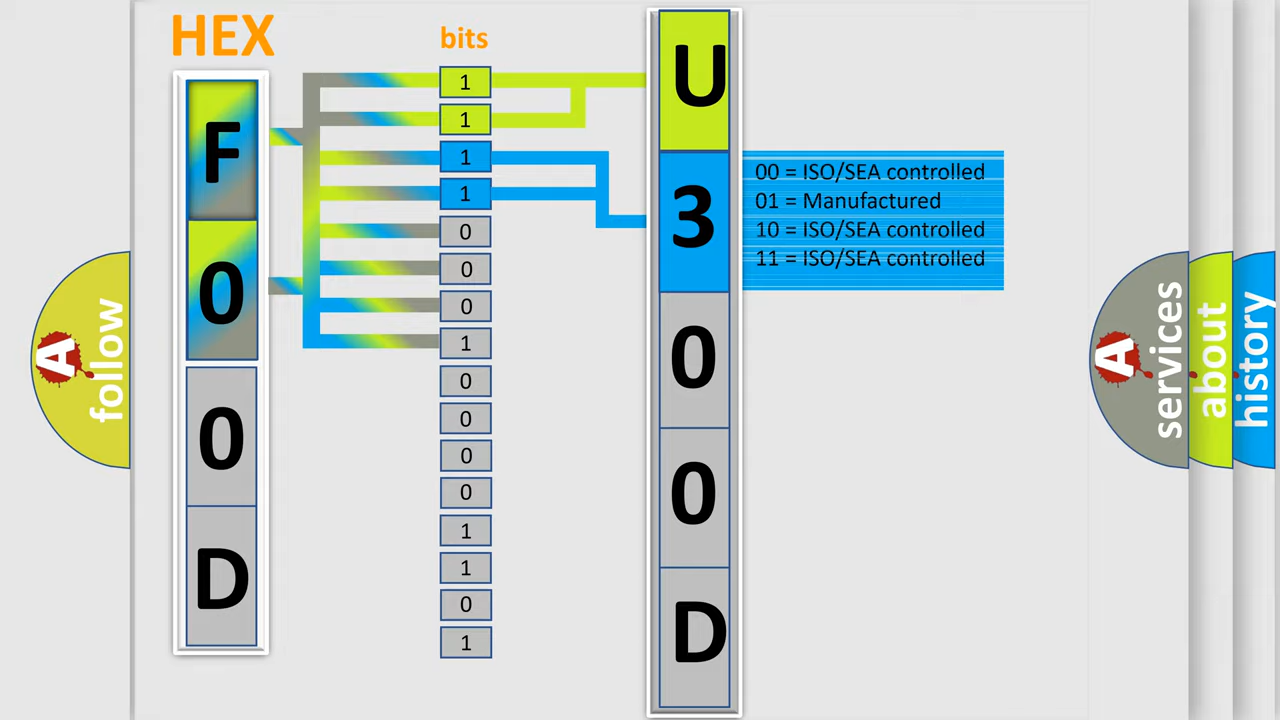 HEX
bits
F
0
0
D
1
1
1
1
0
0
0
1
0
0
0
0
1
1
0
1
U
3
0
0
D
00 = ISO/SEA controlled
01 = Manufactured
10 = ISO/SEA controlled
11 = ISO/SEA controlled
A
follow
A
services
about
history